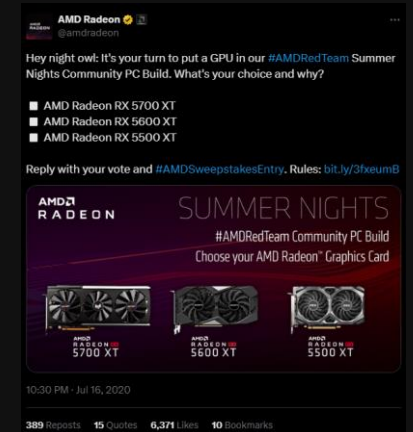 AMD Radeon
@amdradeon
Hey night owl: It's your turn to put a GPU in our #AMDRedTeam Summer
Nights Community PC Build. What's your choice and why?
AMD Radeon RX 5700 XT
AMD Radeon RX 5600 XT
AMD Radeon RX 5500 XT
Reply with your vote and #AMDSweepstakesEntry. Rules: bit.ly/3fxeumB
AMD
RADEON
SUMMER NIGHTS
#AMDRedTeam Community PC Build
Choose your AMD Radeon™ Graphics Card
AMD
RADEON
5700 XT
AMD
RADEON
5600 XT
AMD
RADEON
5500 XT
10:30 PM · Jul 16, 2020
389 Reposts 15 Quotes 6,371 Likes 10 Bookmarks